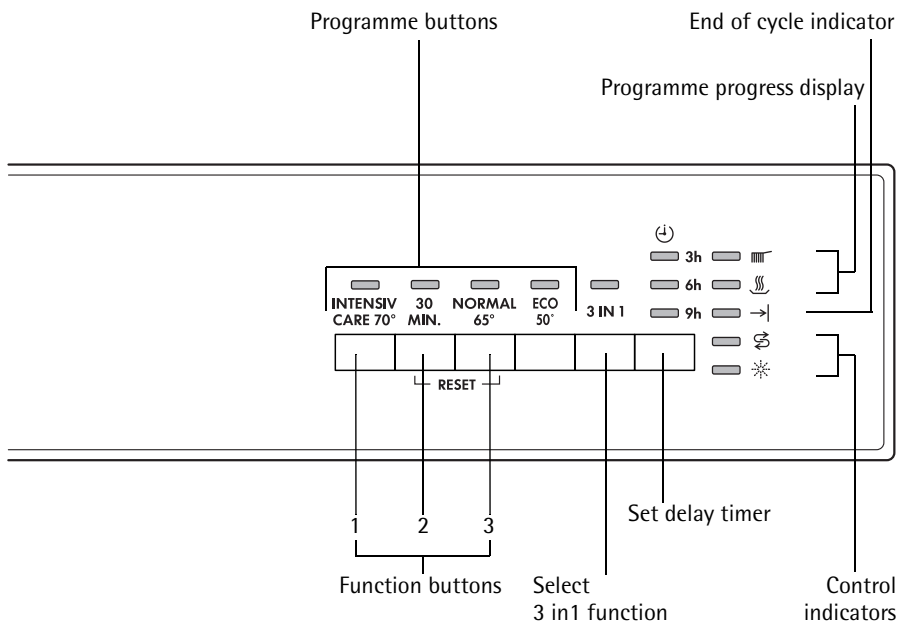 Programme buttons
End of cycle indicator
Programme progress display
3h
6h
9h
INTENSIV
CARE 70°
30
MIN.
NORMAL
65°
ECO
50°
3 IN 1
RESET
1
2
3
Function buttons
Select
3 in1 function
Set delay timer
Control
indicators